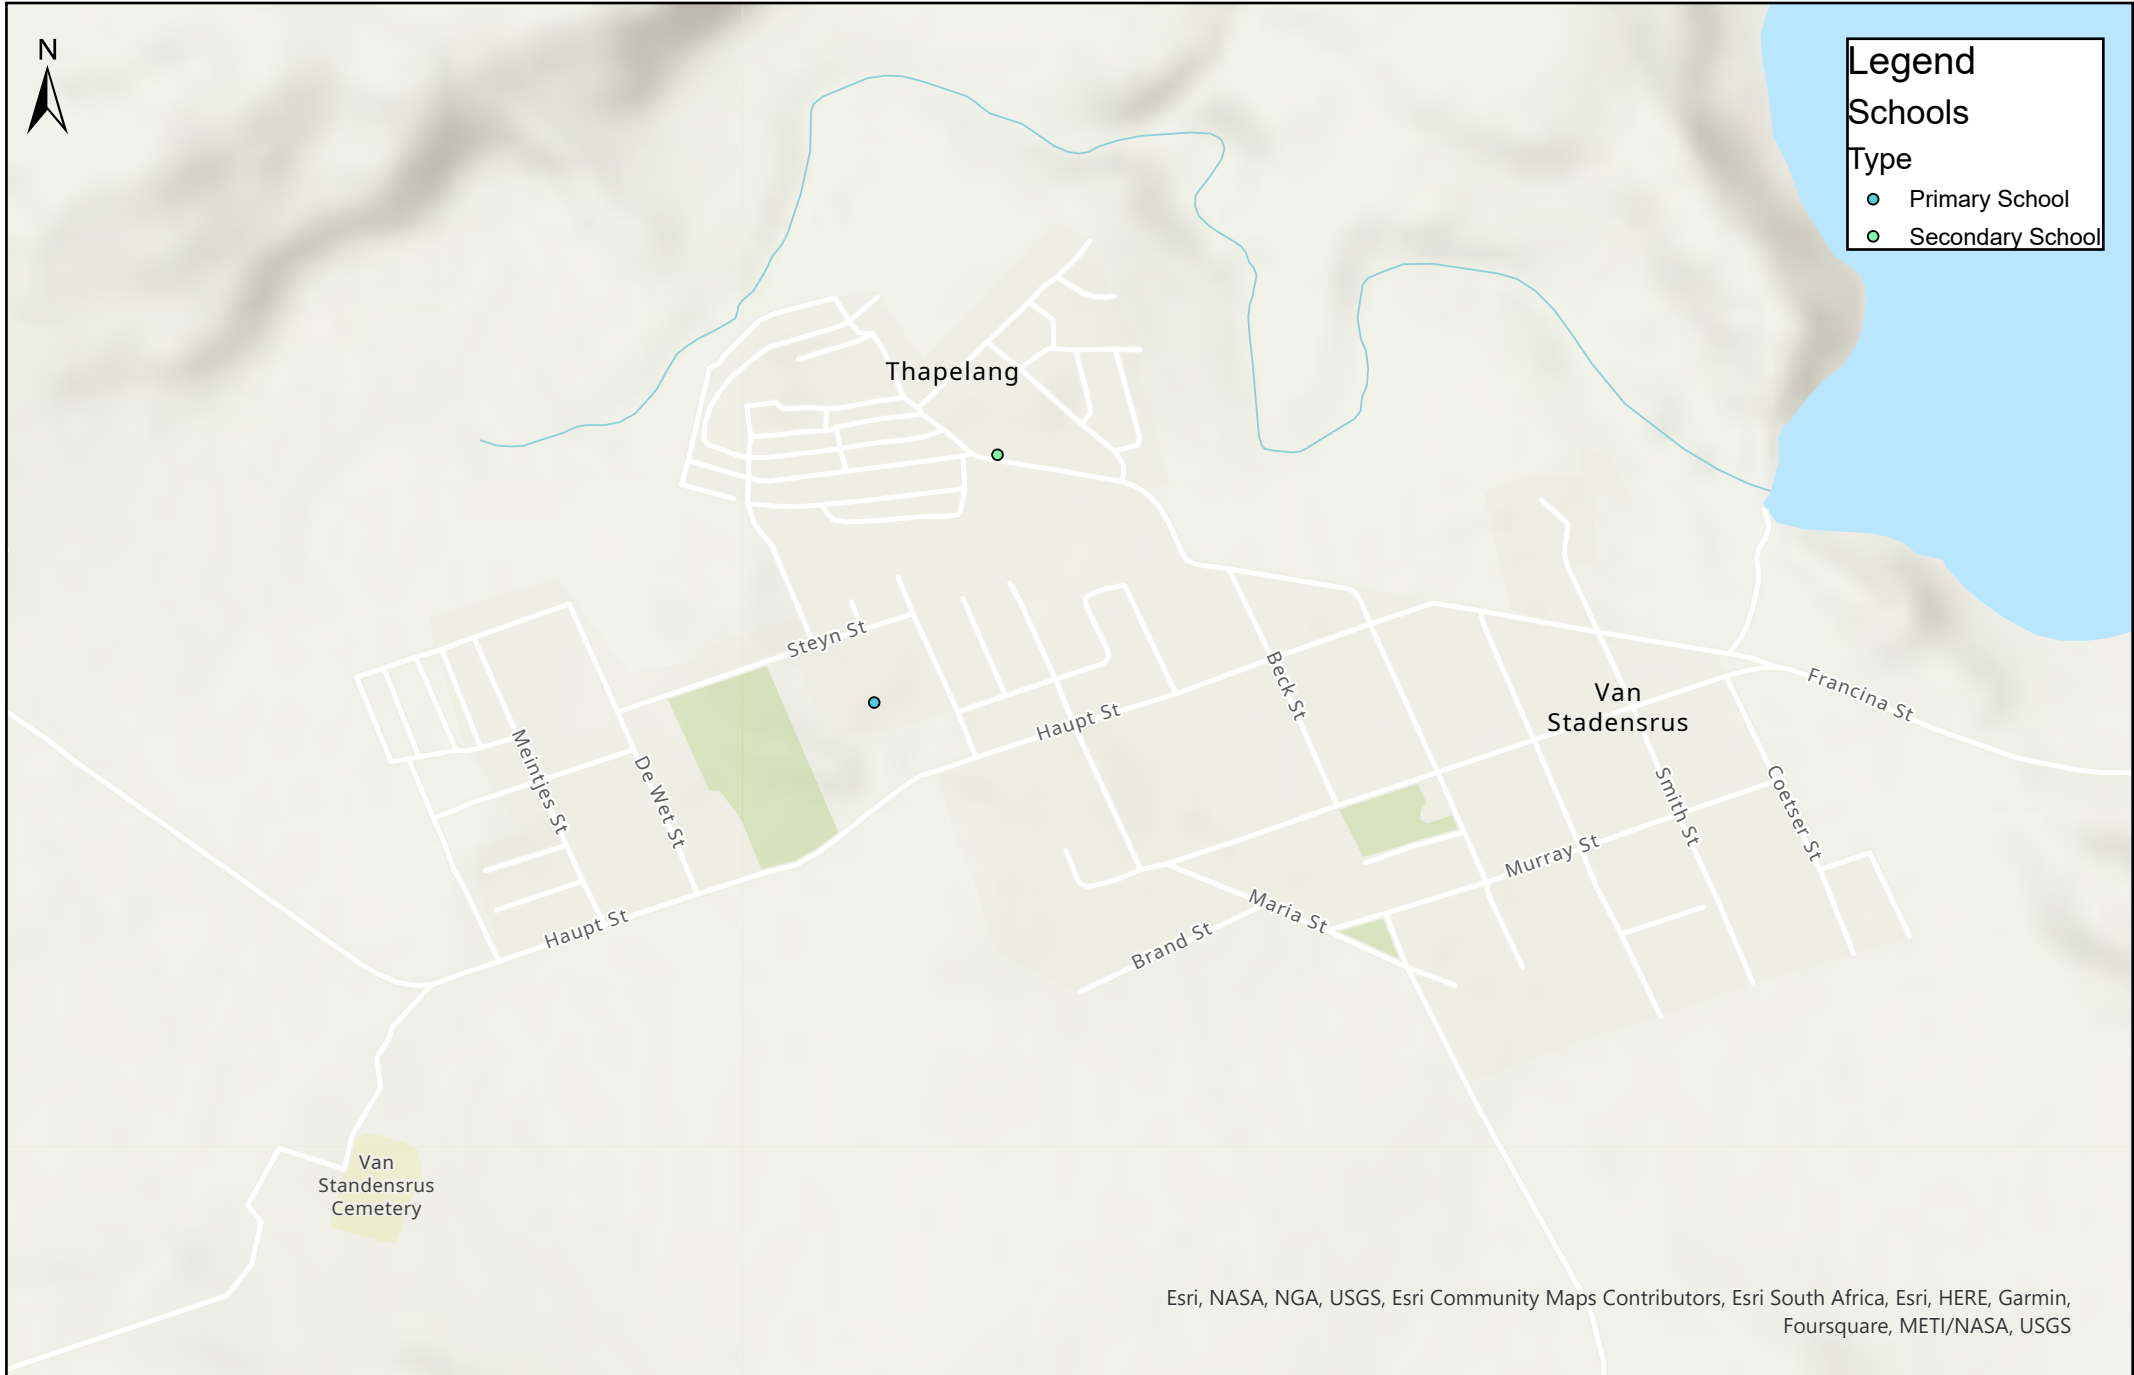 N
Legend
Schools
Type
Primary School
Secondary School
Thapelang
Steyn St
Beck St
Francina St
Van
Stadensrus
Haupt St
Meintjes St
De Wet St
Smith St
Coetser St
Murray St
Maria St
Haupt St
Brand St
Van
Standensrus
Cemetery
Esri, NASA, NGA, USGS, Esri Community Maps Contributors, Esri South Africa, Esri, HERE, Garmin,
Foursquare, METI/NASA, USGS